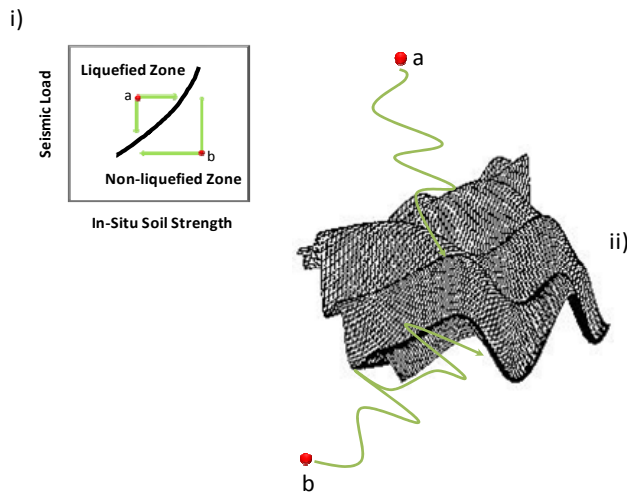 i)
Liquefied Zone
a
b
Non-liquefied Zone
Seismic Load
In-Situ Soil Strength
a
ii)
b